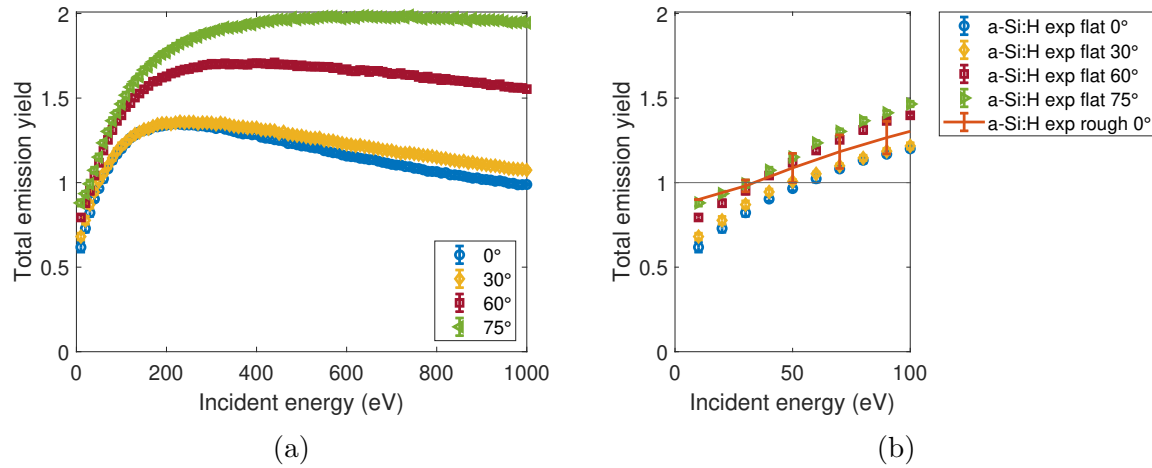 2
1.5
1
0.5
0
0 200 400 600 800 1000
Total emission yield
Incident energy (eV)
0°
30°
60°
75°
(a)
2
1.5
1
0.5
0
0 50 100
Total emission yield
Incident energy (eV)
a-Si:H exp flat 0°
a-Si:H exp flat 30°
a-Si:H exp flat 60°
a-Si:H exp flat 75°
a-Si:H exp rough 0°
(b)